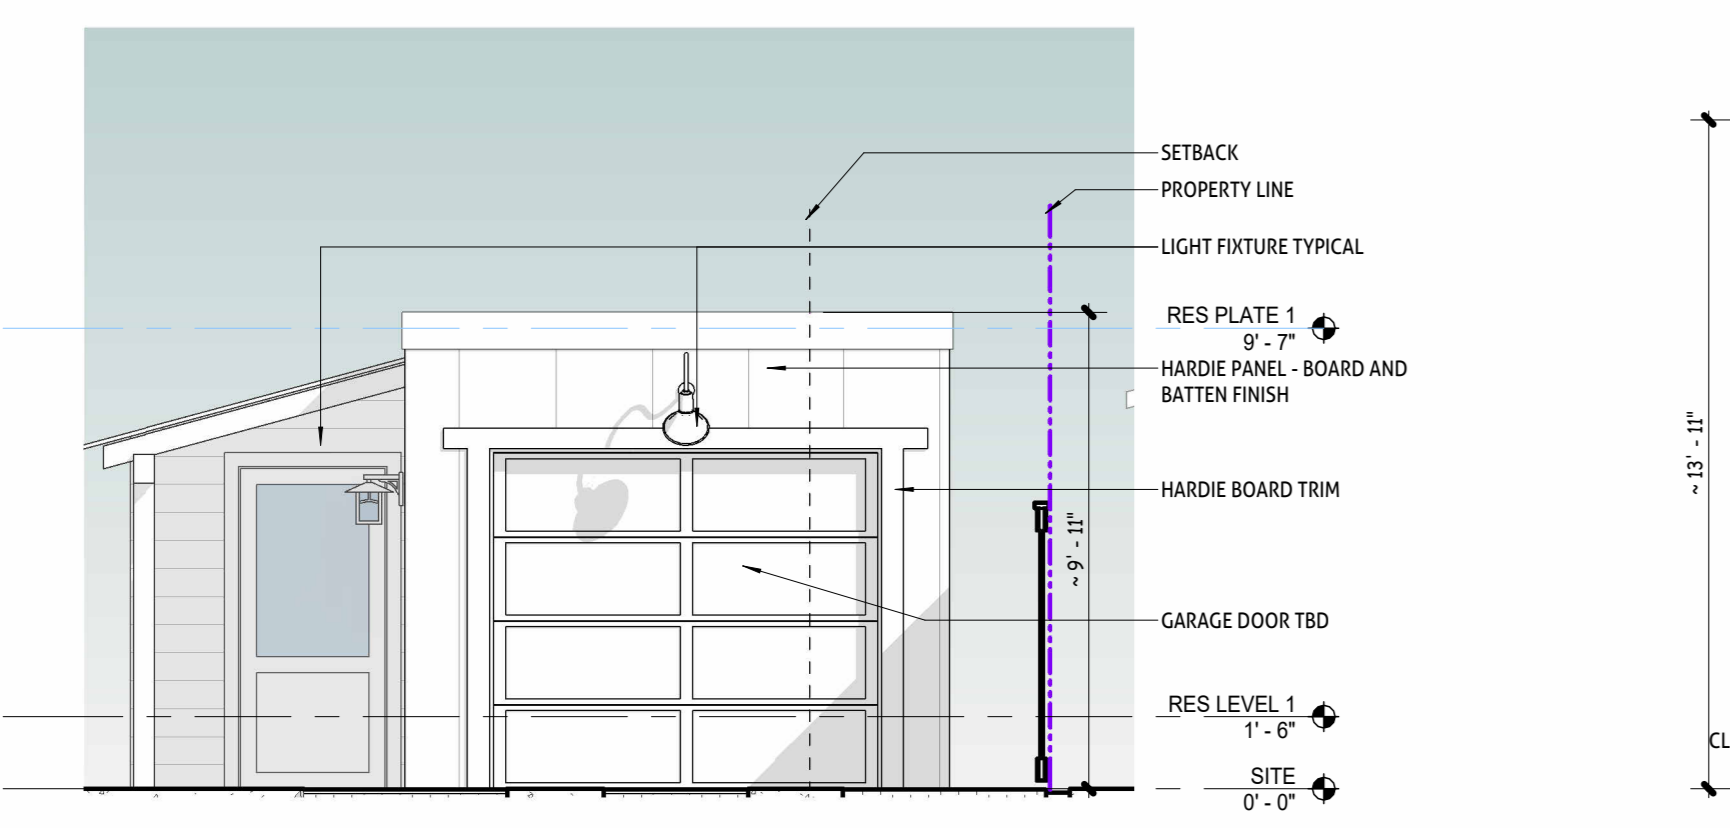 SETBACK
PROPERTY LINE
LIGHT FIXTURE TYPICAL
RES PLATE 1
9' - 7"
HARDIE PANEL - BOARD AND
BATTEN FINISH
~ 13' - 11"
HARDIE BOARD TRIM
~ 9' - 11"
GARAGE DOOR TBD
RES LEVEL 1
1' - 6"
CL
SITE
0' - 0"